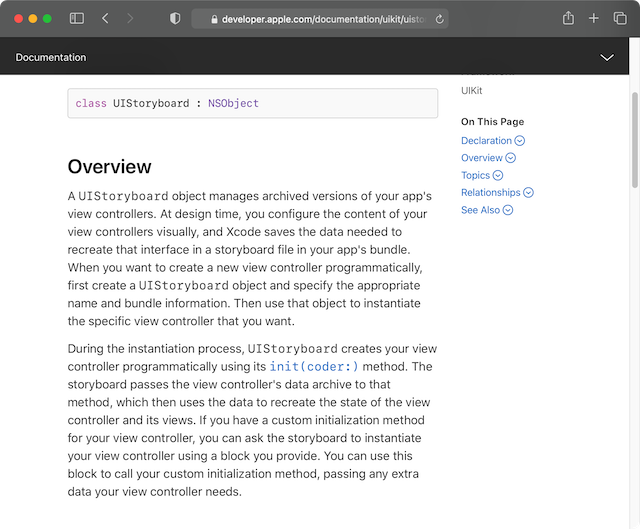 developer.apple.com/documentation/uikit/uisto
Documentation
UIKit
On This Page
Declaration
Overview
Topics
Relationships
See Also
class UIStoryboard : NSObject
Overview
A UIStoryboard object manages archived versions of your app's
view controllers. At design time, you configure the content of your
view controllers visually, and Xcode saves the data needed to
recreate that interface in a storyboard file in your app's bundle.
When you want to create a new view controller programmatically,
first create a UIStoryboard object and specify the appropriate
name and bundle information. Then use that object to instantiate
the specific view controller that you want.
During the instantiation process, UIStoryboard creates your view
controller programmatically using its init(coder:) method. The
storyboard passes the view controller's data archive to that
method, which then uses the data to recreate the state of the view
controller and its views. If you have a custom initialization method
for your view controller, you can ask the storyboard to instantiate
your view controller using a block you provide. You can use this
block to call your custom initialization method, passing any extra
data your view controller needs.